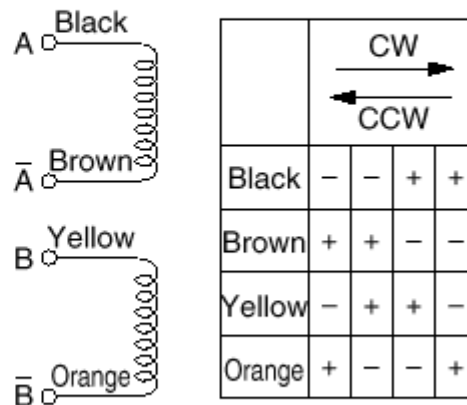 A Black
A̅ Brown
B Yellow
B̅ Orange
CW
CCW
Black − − + +
Brown + + − −
Yellow − + + −
Orange + − − +